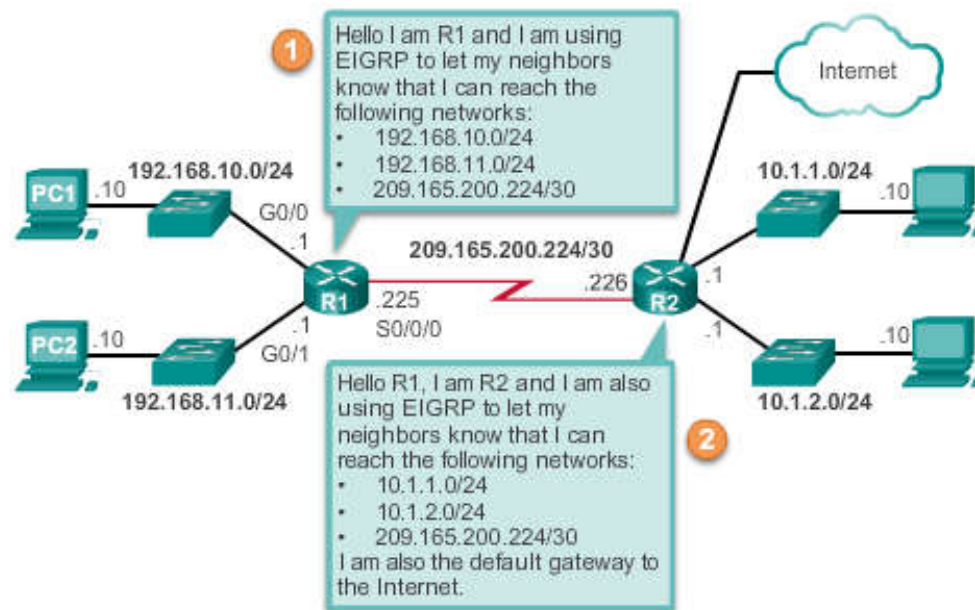 1
Hello I am R1 and I am using
EIGRP to let my neighbors
know that I can reach the
following networks:
• 192.168.10.0/24
• 192.168.11.0/24
• 209.165.200.224/30
Internet
PC1
.10
192.168.10.0/24
G0/0
.1
10.1.1.0/24
.10
209.165.200.224/30
R1
.225
S0/0/0
.226
R2
.1
.1
PC2
.10
.1
G0/1
192.168.11.0/24
.10
10.1.2.0/24
Hello R1, I am R2 and I am also
using EIGRP to let my
neighbors know that I can
reach the following networks:
• 10.1.1.0/24
• 10.1.2.0/24
• 209.165.200.224/30
I am also the default gateway to
the Internet.
2